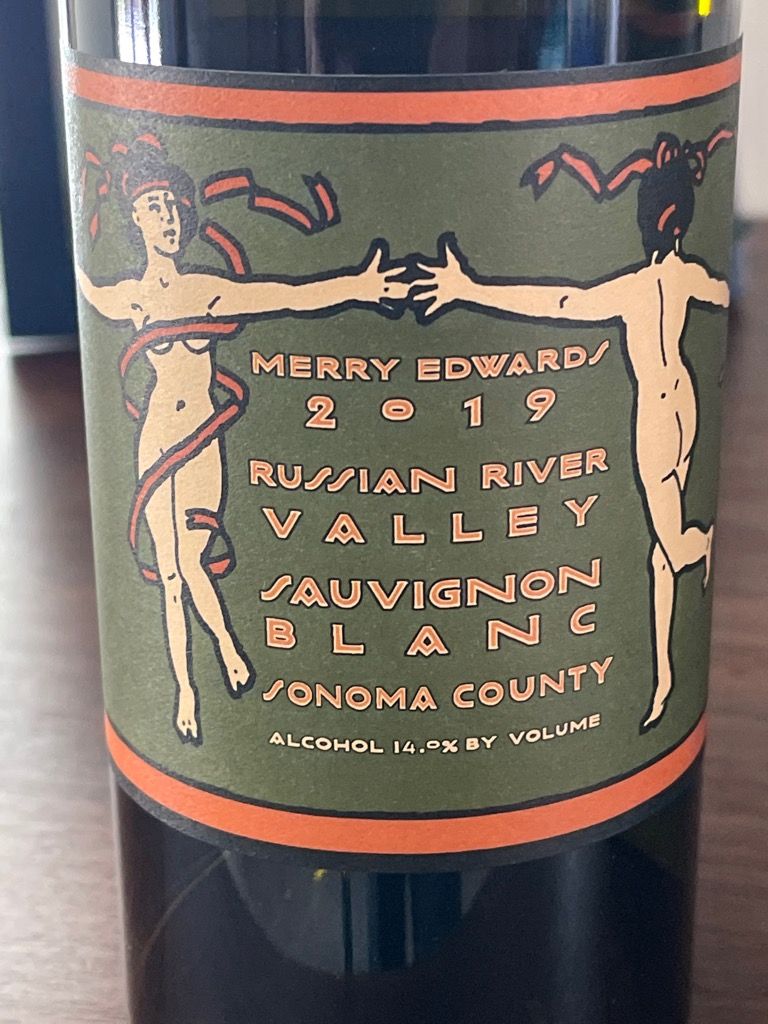 MERRY EDWARDS
2019
RUSSIAN RIVER
VALLEY
SAUVIGNON
BLANC
SONOMA COUNTY
ALCOHOL 14.0% BY VOLUME